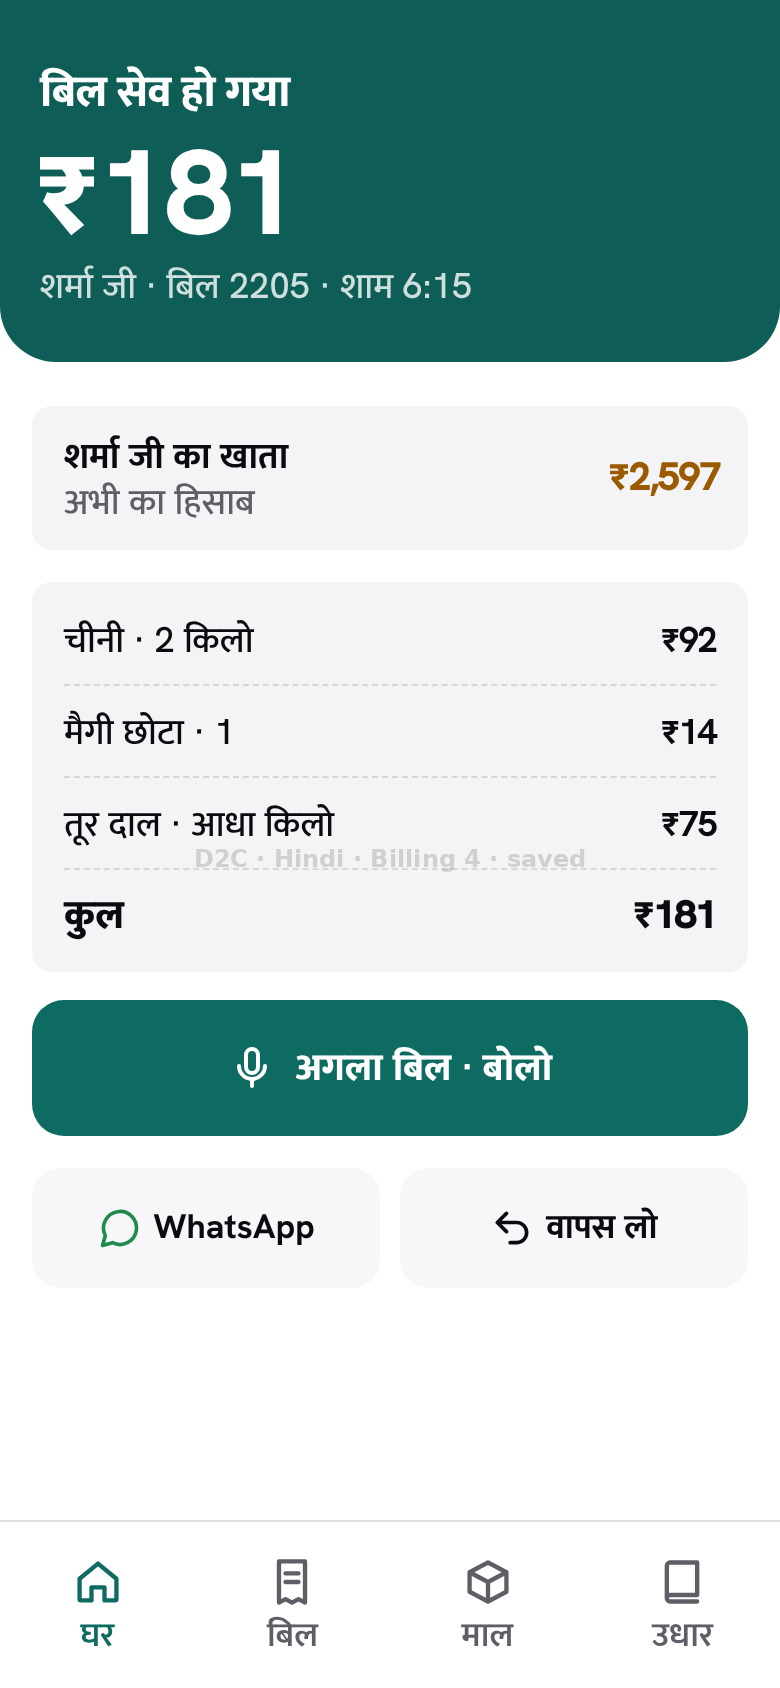 बिल सेव हो गया
₹181
शर्मा जी · बिल 2205 · शाम 6:15
शर्मा जी का खाता
अभी का हिसाब
₹2,597
चीनी · 2 किलो ₹92
मैगी छोटा · 1 ₹14
तूर दाल · आधा किलो ₹75
D2C · Hindi · Billing 4 · saved
कुल ₹181
अगला बिल · बोलो
WhatsApp वापस लो
घर बिल माल उधार